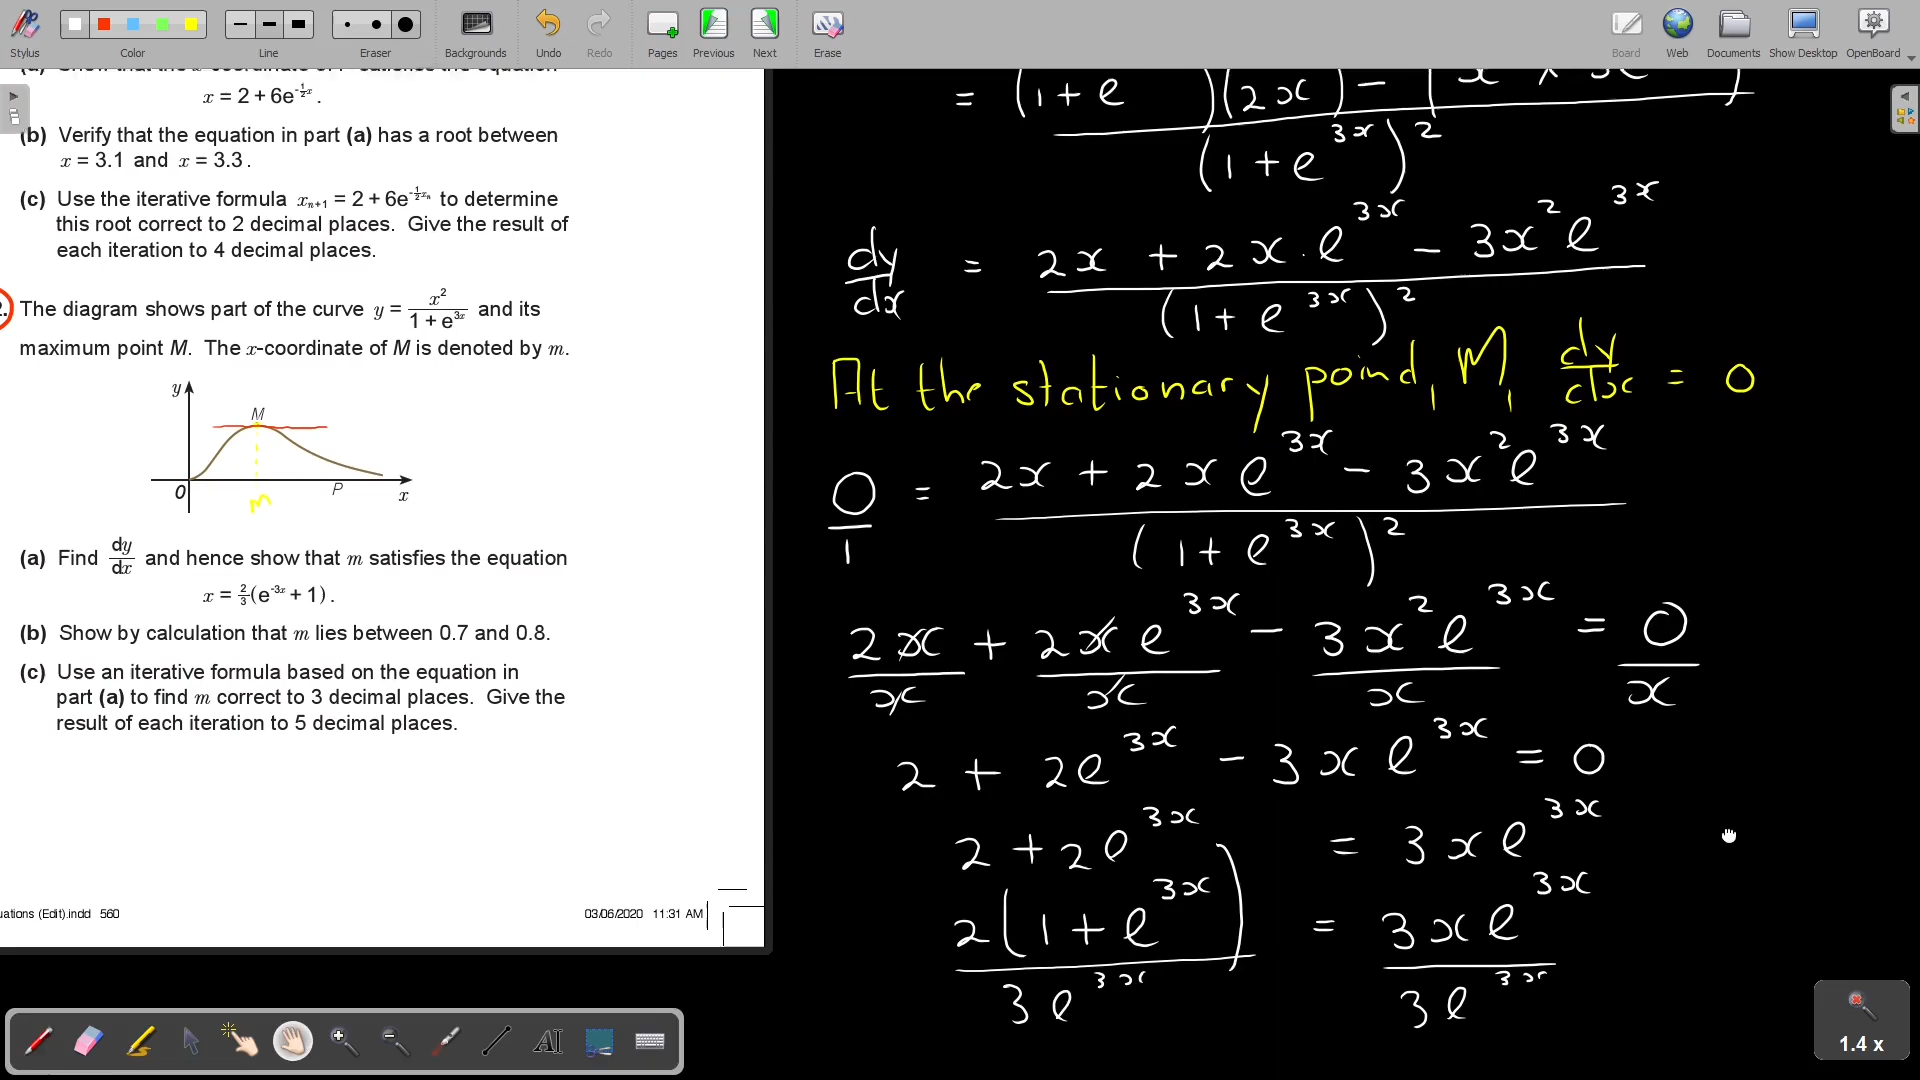 Stylus Color Line Eraser Backgrounds Undo Redo Pages Previous Next Erase Board Web Documents Show Desktop OpenBoard
x = 2 + 6e^{-½x}.
(b) Verify that the equation in part (a) has a root between
x = 3.1 and x = 3.3.
(c) Use the iterative formula x_{n+1} = 2 + 6e^{-½x_n} to determine
this root correct to 2 decimal places. Give the result of
each iteration to 4 decimal places.
2. The diagram shows part of the curve y = x²/(1 + e^{3x}) and its
maximum point M. The x-coordinate of M is denoted by m.
y
M
O P x
m
(a) Find dy/dx and hence show that m satisfies the equation
x = ⅔(e^{-3x} + 1).
(b) Show by calculation that m lies between 0.7 and 0.8.
(c) Use an iterative formula based on the equation in
part (a) to find m correct to 3 decimal places. Give the
result of each iteration to 5 decimal places.
uations (Edit).indd 560 03/06/2020 11:31 AM
(1 + e^{3x})²
dy/dx = (2x + 2x.e^{3x} - 3x²e^{3x})/(1 + e^{3x})²
At the stationary point, M, dy/dx = 0
0/1 = (2x + 2xe^{3x} - 3x²e^{3x})/(1 + e^{3x})²
2x/x + 2xe^{3x}/x - 3x²e^{3x}/x = 0/x
2 + 2e^{3x} - 3xe^{3x} = 0
2 + 2e^{3x} = 3xe^{3x}
2(1 + e^{3x})/3e^{3x} = 3xe^{3x}/3e^{3x}
1.4 x